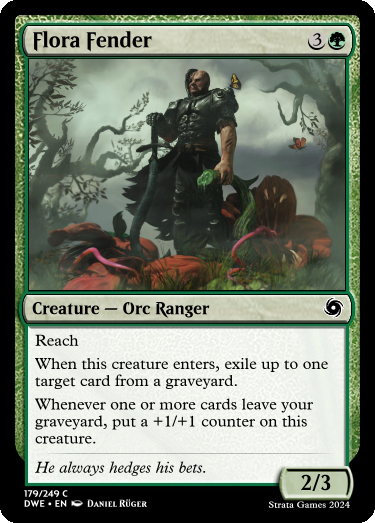 Flora Fender 3
Creature — Orc Ranger
Reach
When this creature enters, exile up to one
target card from a graveyard.
Whenever one or more cards leave your
graveyard, put a +1/+1 counter on this
creature.
He always hedges his bets.
2/3
179/249 C
DWE • EN Daniel Rüger
Strata Games 2024